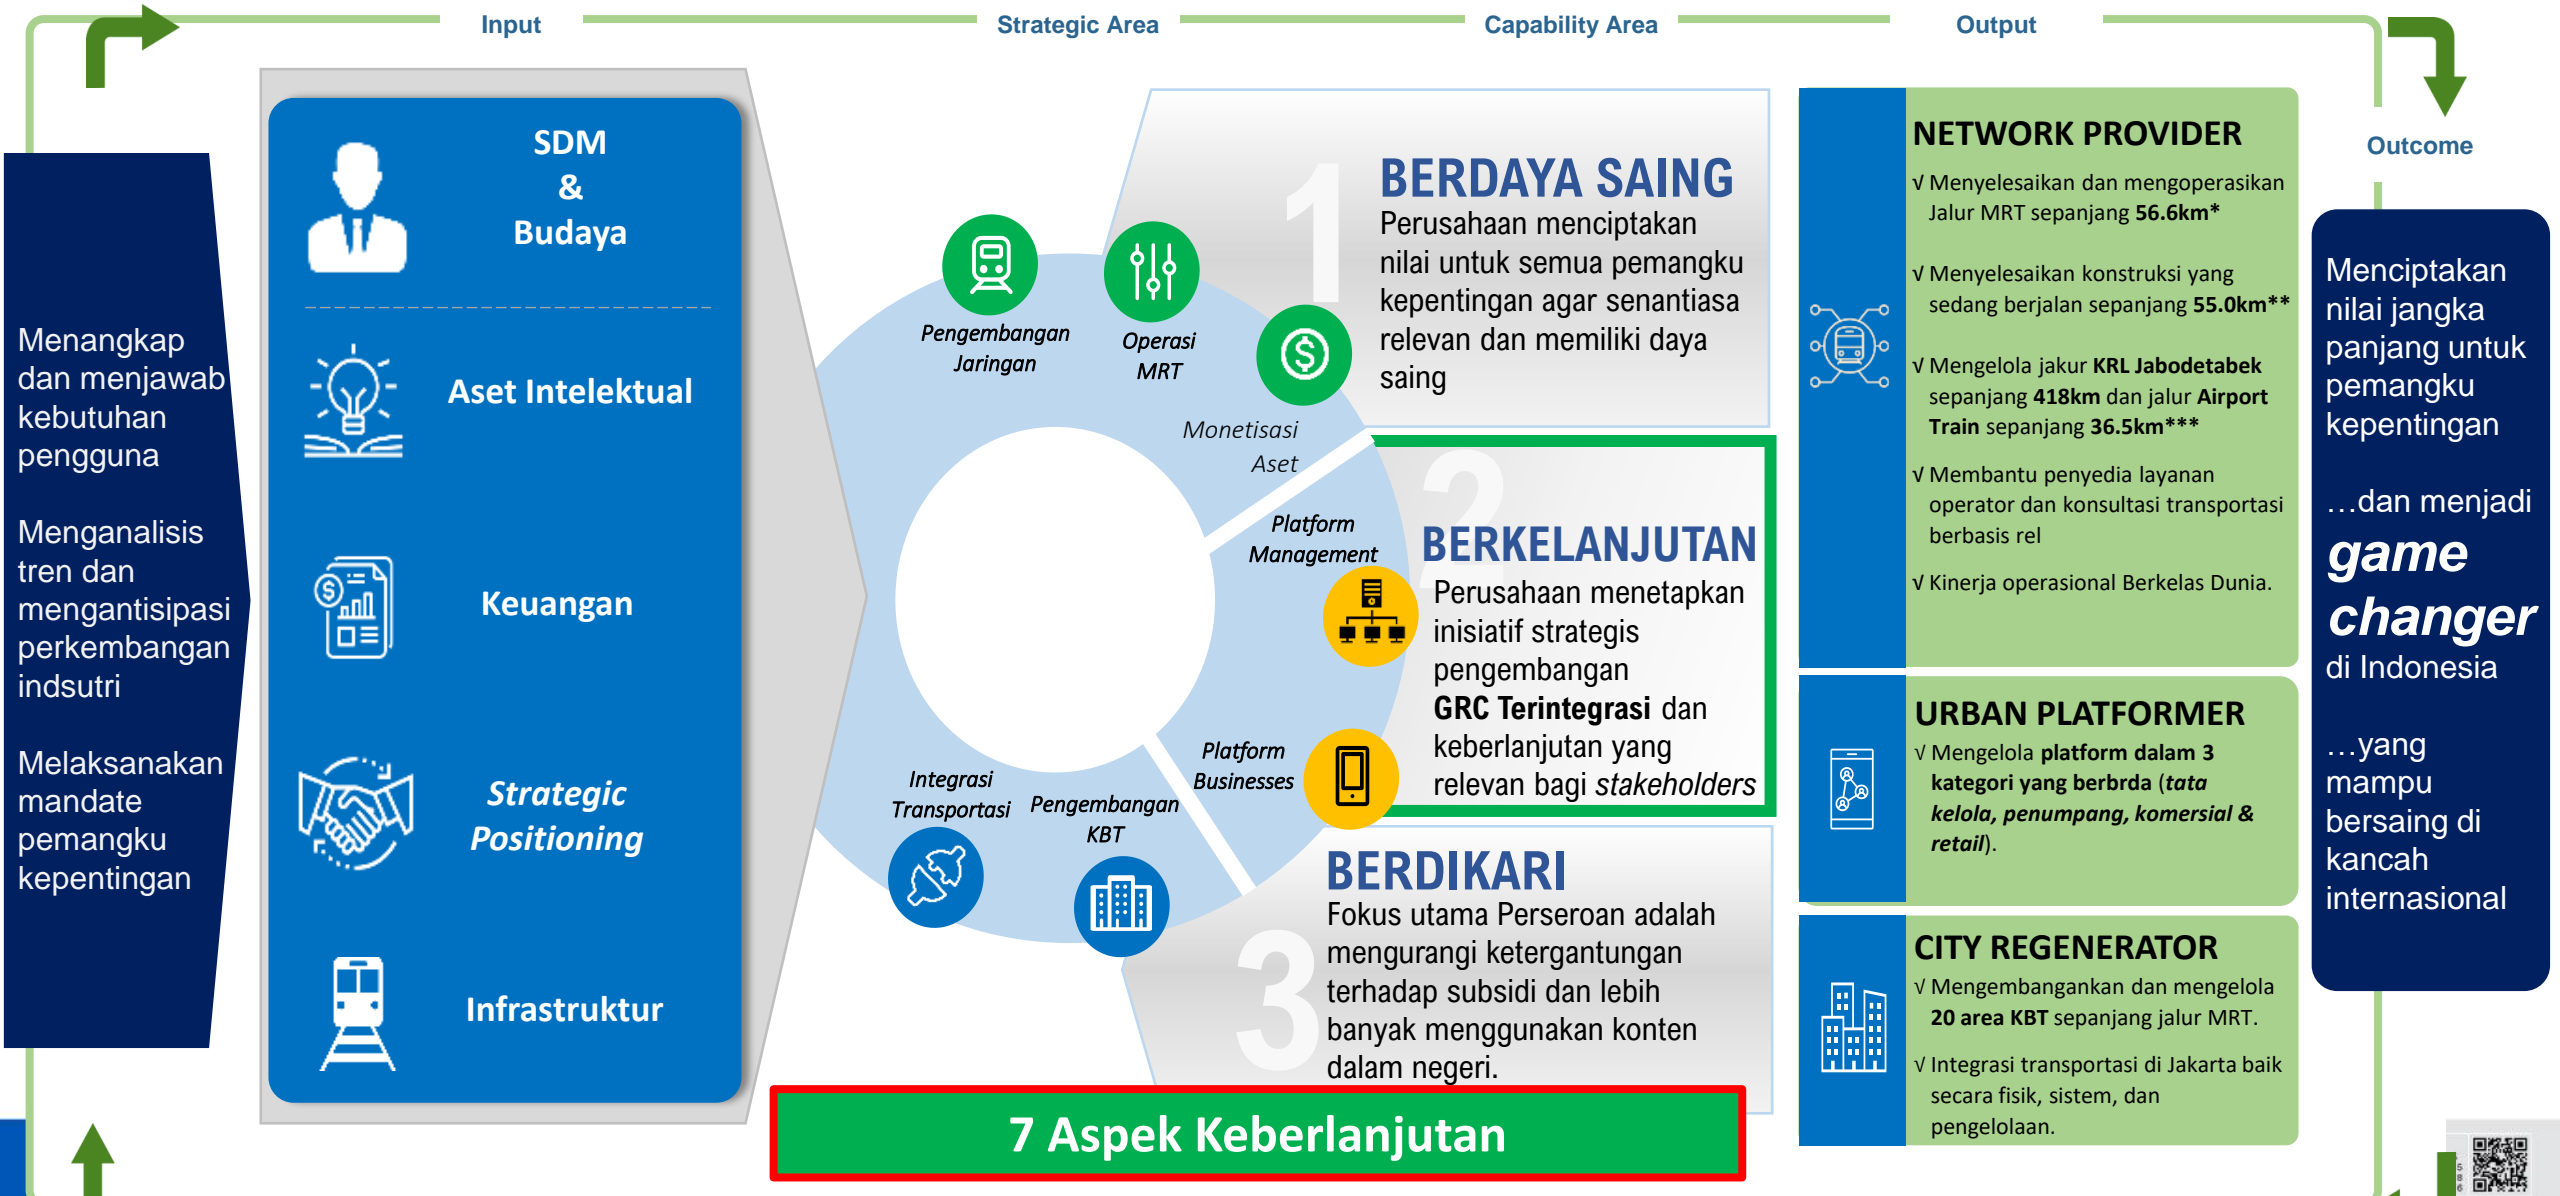 Input
Strategic Area
Capability Area
Output
Outcome
Menangkap
dan menjawab
kebutuhan
pengguna
Menganalisis
tren dan
mengantisipasi
perkembangan
indsutri
Melaksanakan
mandate
pemangku
kepentingan
SDM
&
Budaya
Aset Intelektual
Keuangan
Strategic
Positioning
Infrastruktur
Pengembangan
Jaringan
Operasi
MRT
Monetisasi
Aset
Platform
Management
Platform
Businesses
Pengembangan
KBT
Integrasi
Transportasi
1
BERDAYA SAING
Perusahaan menciptakan
nilai untuk semua pemangku
kepentingan agar senantiasa
relevan dan memiliki daya
saing
2
BERKELANJUTAN
Perusahaan menetapkan
inisiatif strategis
pengembangan
GRC Terintegrasi dan
keberlanjutan yang
relevan bagi stakeholders
3
BERDIKARI
Fokus utama Perseroan adalah
mengurangi ketergantungan
terhadap subsidi dan lebih
banyak menggunakan konten
dalam negeri.
7 Aspek Keberlanjutan
NETWORK PROVIDER
√ Menyelesaikan dan mengoperasikan
Jalur MRT sepanjang 56.6km*
√ Menyelesaikan konstruksi yang
sedang berjalan sepanjang 55.0km**
√ Mengelola jakur KRL Jabodetabek
sepanjang 418km dan jalur Airport
Train sepanjang 36.5km***
√ Membantu penyedia layanan
operator dan konsultasi transportasi
berbasis rel
√ Kinerja operasional Berkelas Dunia.
URBAN PLATFORMER
√ Mengelola platform dalam 3
kategori yang berbrda (tata
kelola, penumpang, komersial &
retail).
CITY REGENERATOR
√ Mengembangankan dan mengelola
20 area KBT sepanjang jalur MRT.
√ Integrasi transportasi di Jakarta baik
secara fisik, sistem, dan
pengelolaan.
Menciptakan
nilai jangka
panjang untuk
pemangku
kepentingan
…dan menjadi
game
changer
di Indonesia
…yang
mampu
bersaing di
kancah
internasional